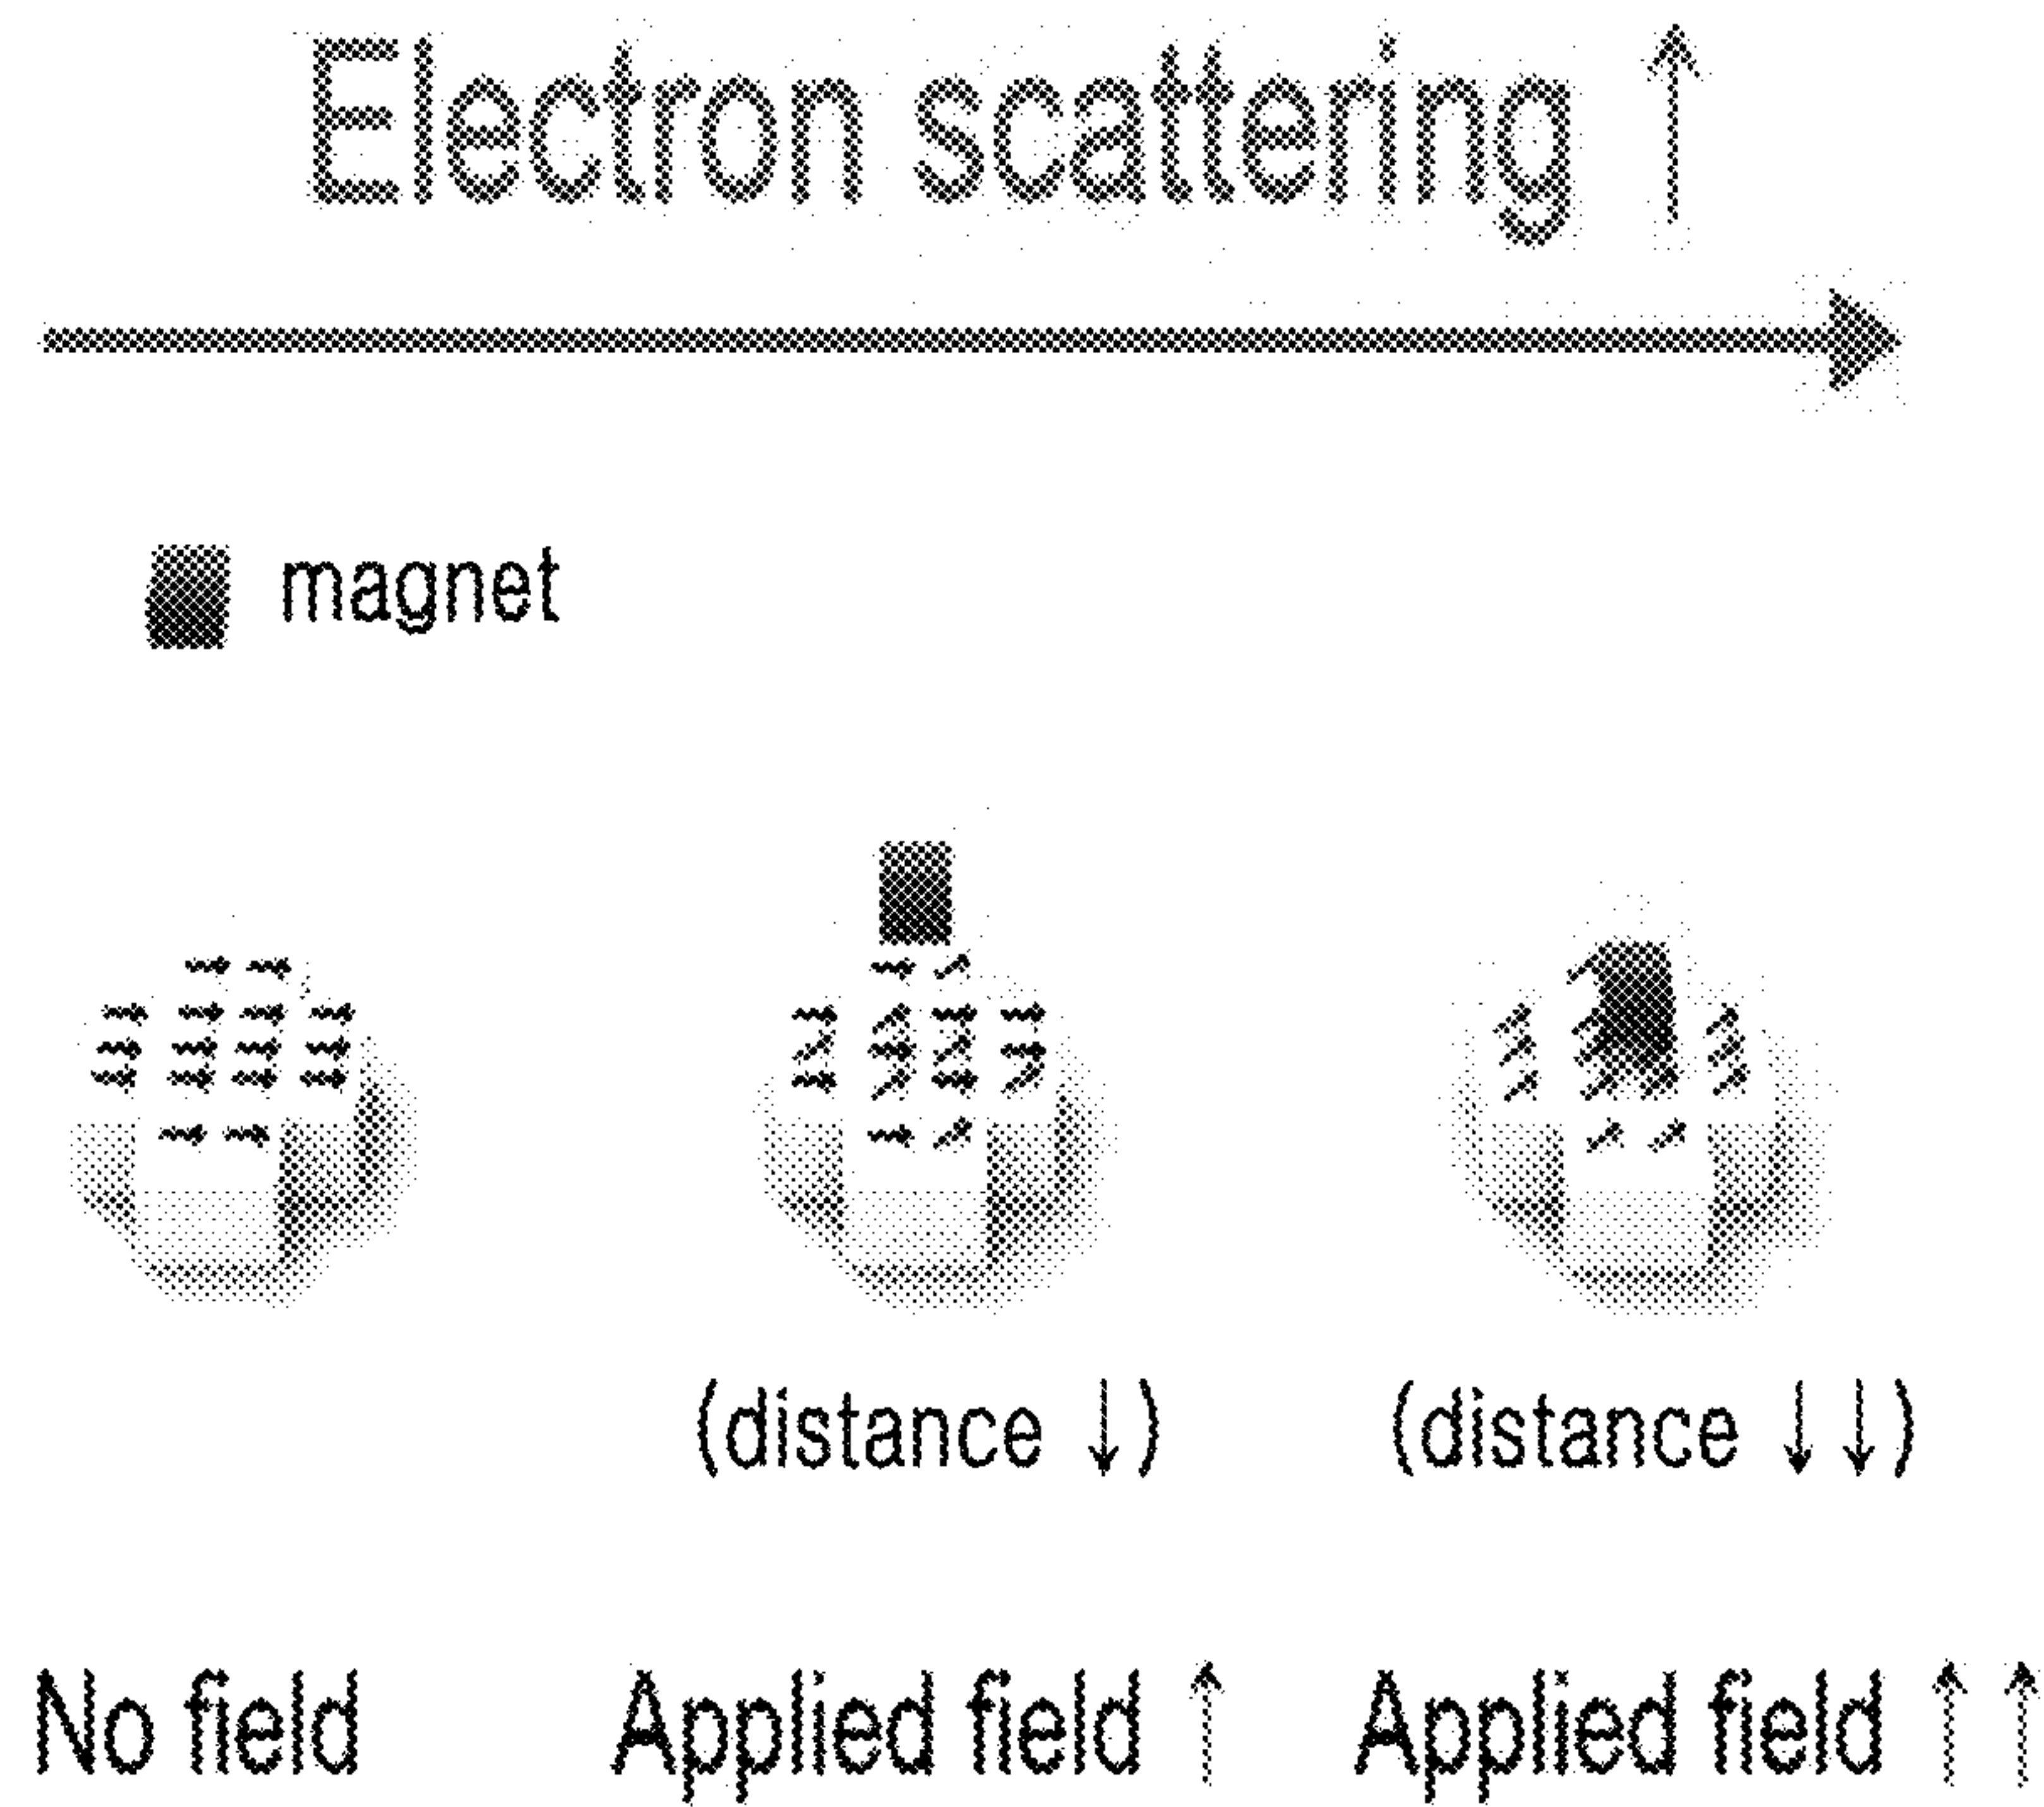 Electron scattering ↑
magnet
(distance ↓) (distance ↓↓)
No field Applied field ↑ Applied field ↑↑